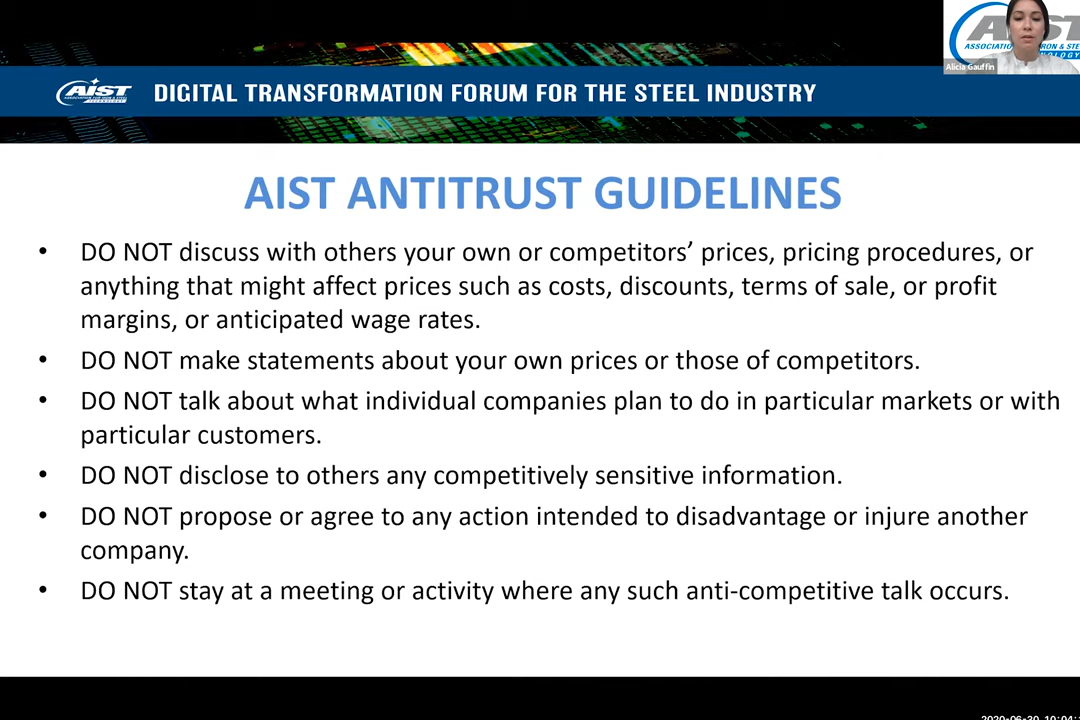 AIST
ASSOCIATION FOR IRON & STEEL
TECHNOLOGY
DIGITAL TRANSFORMATION FORUM FOR THE STEEL INDUSTRY
Alicia Gauffin
AIST ANTITRUST GUIDELINES
• DO NOT discuss with others your own or competitors’ prices, pricing procedures, or
anything that might affect prices such as costs, discounts, terms of sale, or profit
margins, or anticipated wage rates.
• DO NOT make statements about your own prices or those of competitors.
• DO NOT talk about what individual companies plan to do in particular markets or with
particular customers.
• DO NOT disclose to others any competitively sensitive information.
• DO NOT propose or agree to any action intended to disadvantage or injure another
company.
• DO NOT stay at a meeting or activity where any such anti-competitive talk occurs.